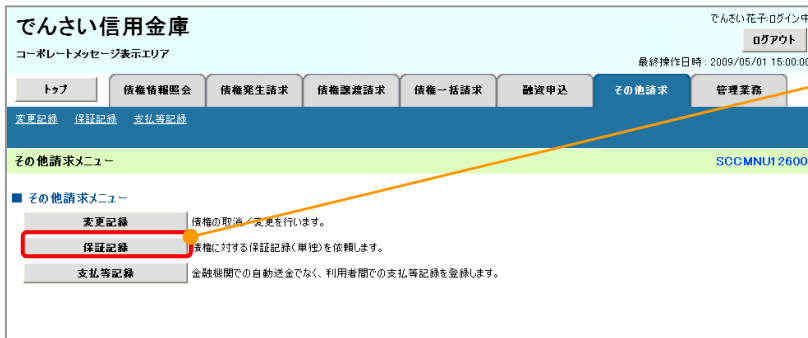 でんさい信用金庫
コーポレートメッセージ表示エリア
でんさい花子:ログイン中
ログアウト
最終操作日時:2009/05/01 15:00:00
トップ 債権情報照会 債権発生請求 債権譲渡請求 債権一括請求 融資申込 その他請求 管理業務
変更記録 保証記録 支払等記録
その他請求メニュー SCCMNU12600
■ その他請求メニュー
変更記録 債権の取消/変更を行います。
保証記録 債権に対する保証記録(単独)を依頼します。
支払等記録 金融機関での自動送金でなく、利用者間での支払等記録を登録します。